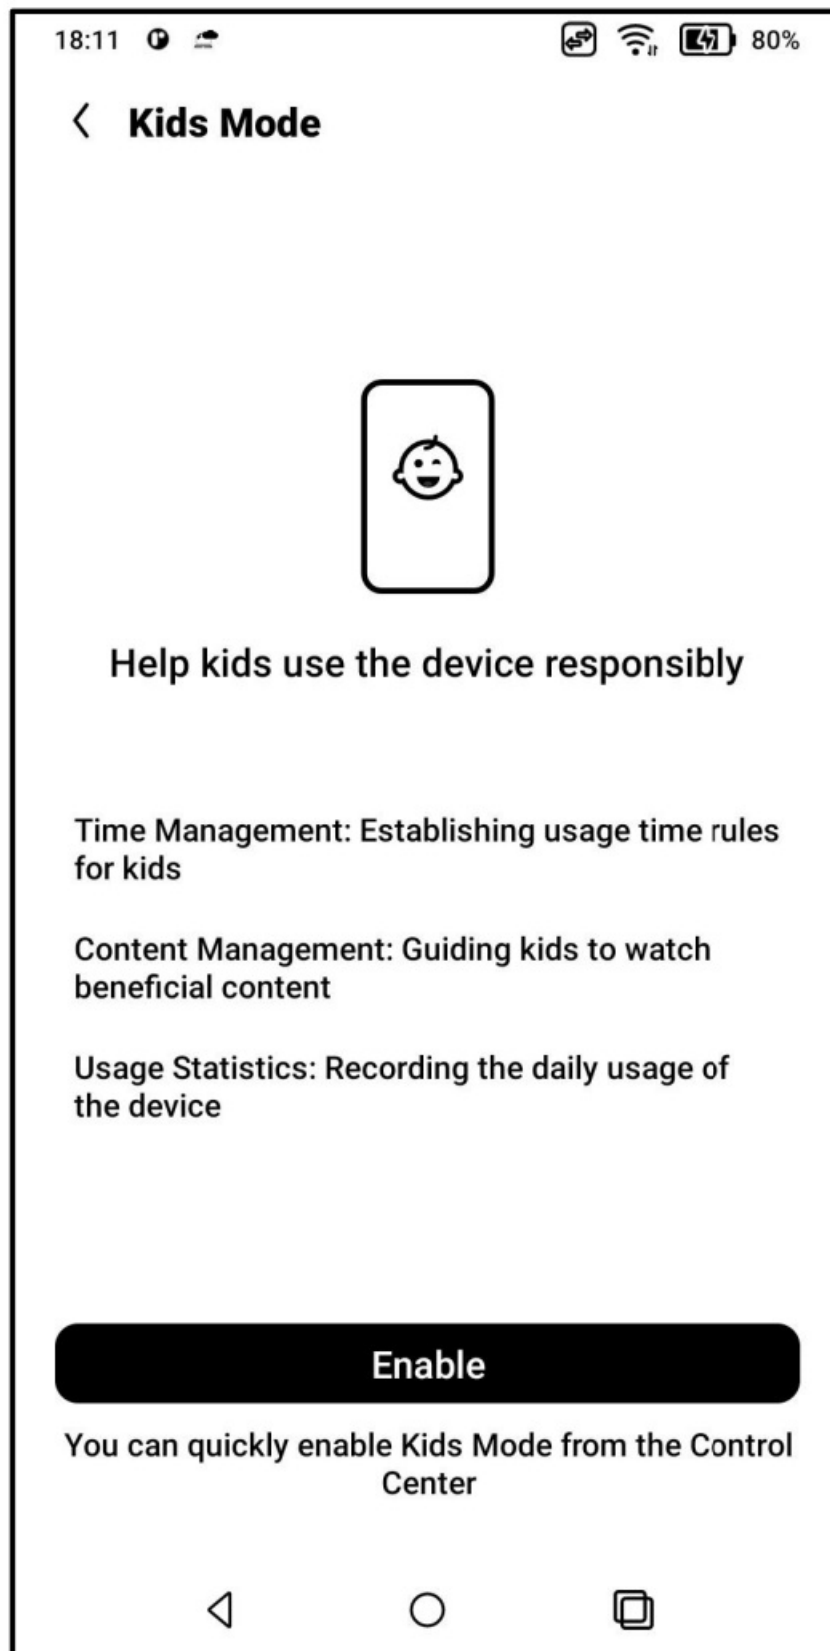 18:11
80%
Kids Mode
Help kids use the device responsibly
Time Management: Establishing usage time rules
for kids
Content Management: Guiding kids to watch
beneficial content
Usage Statistics: Recording the daily usage of
the device
Enable
You can quickly enable Kids Mode from the Control
Center